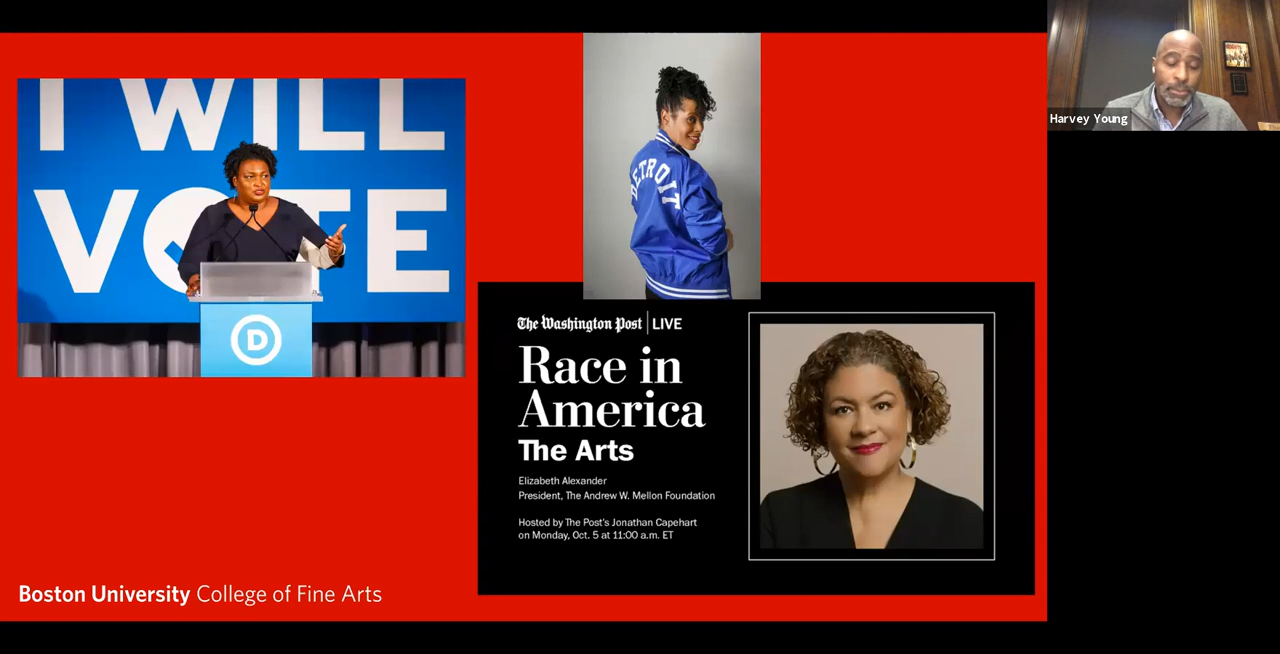 I WILL
VOTE
D
DETROIT
The Washington Post LIVE
Race in
America
The Arts
Elizabeth Alexander
President, The Andrew W. Mellon Foundation
Hosted by The Post's Jonathan Capehart
on Monday, Oct. 5 at 11:00 a.m. ET
Boston University College of Fine Arts
Harvey Young